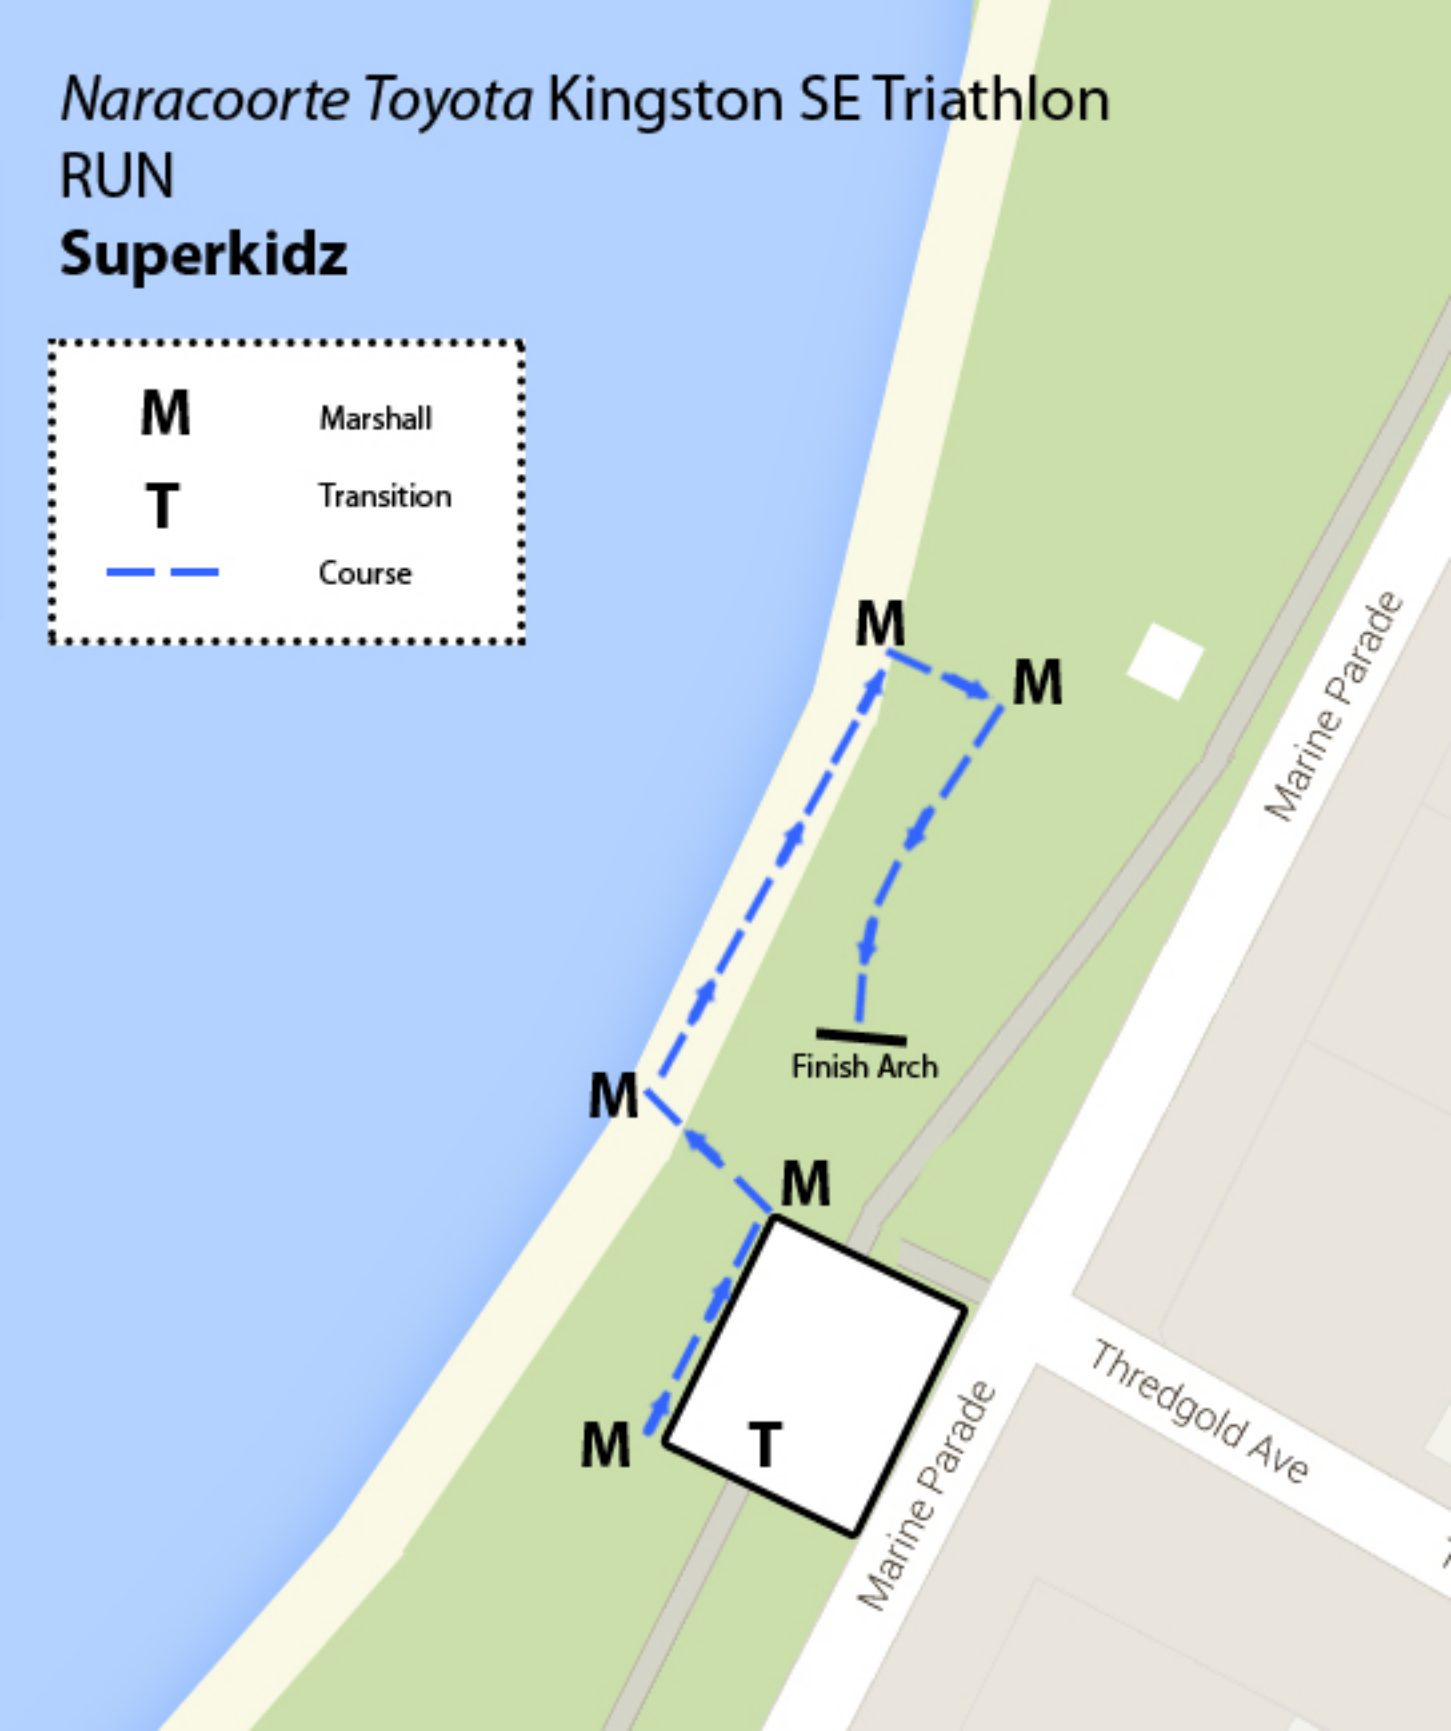 Naracoorte Toyota Kingston SE Triathlon
RUN
Superkidz
M Marshall
T Transition
Course
M
M
Marine Parade
Finish Arch
M
M
Thredgold Ave
M
T
Marine Parade